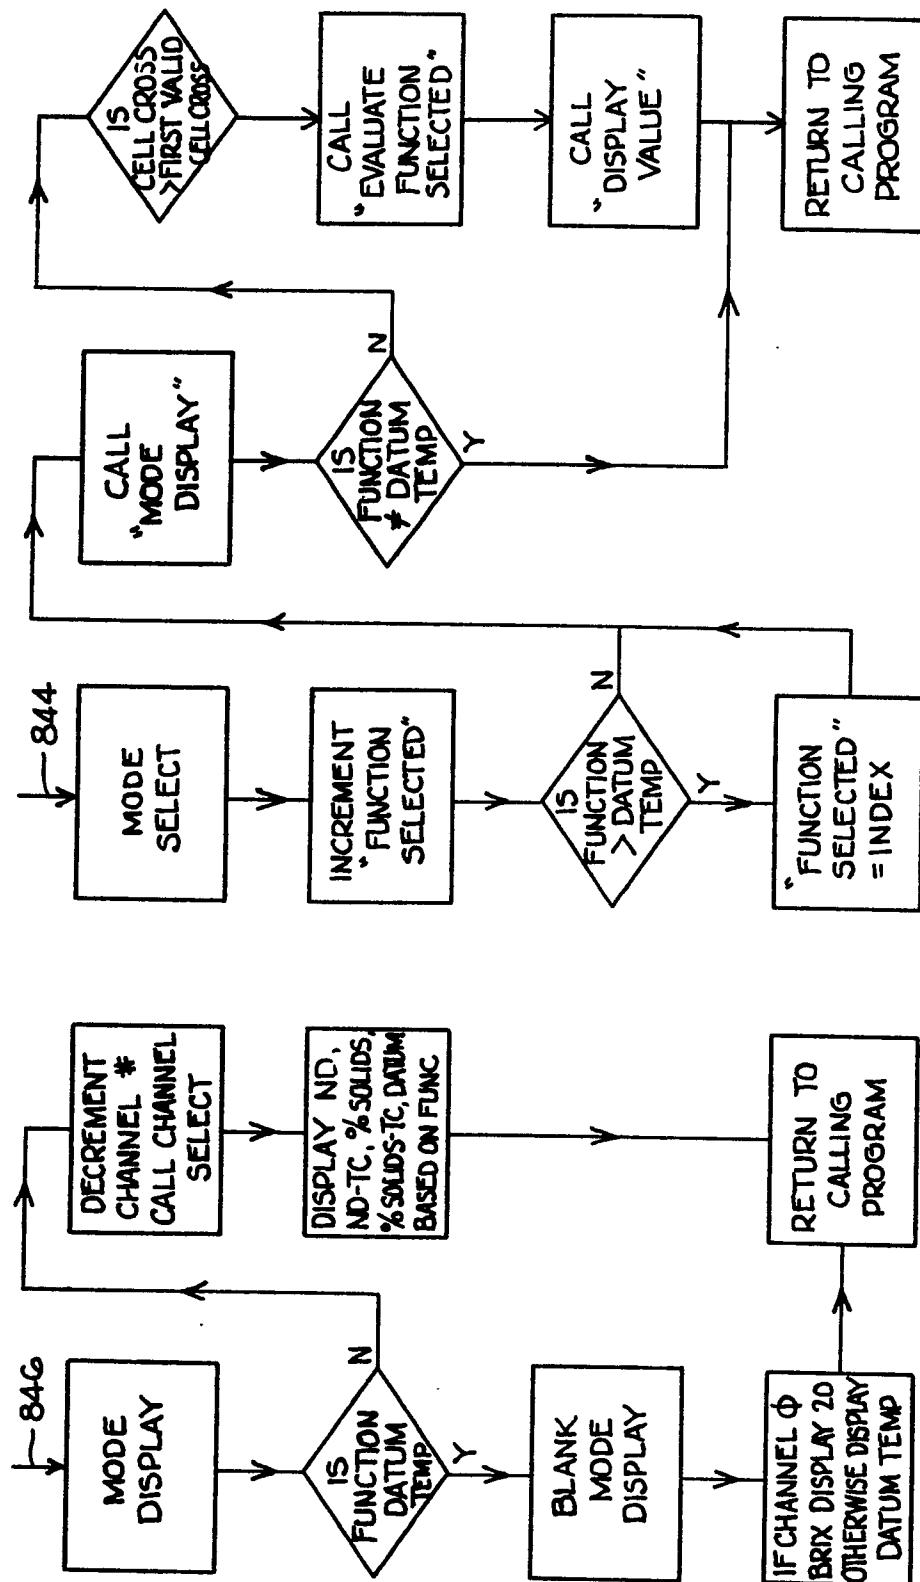 846
MODE
DISPLAY
IS
FUNCTION
DATUM
TEMP
N
Y
BLANK
MODE
DISPLAY
IF CHANNEL ϕ
BRIX DISPLAY 20
OTHERWISE DISPLAY
DATUM TEMP
DECREMENT
CHANNEL #
CALL CHANNEL
SELECT
DISPLAY ND,
ND-TC, % SOLIDS,
% SOLIDS-TC, DATUM
BASED ON FUNC
RETURN TO
CALLING
PROGRAM
844
MODE
SELECT
INCREMENT
"FUNCTION
SELECTED"
IS
FUNCTION
> DATUM
TEMP
N
Y
"FUNCTION
SELECTED"
=INDEX
CALL
"MODE
DISPLAY"
IS
FUNCTION
≠ DATUM
TEMP
N
Y
IS
CELL CROSS
>FIRST VALID
CELLCROSS
CALL
"EVALUATE
FUNCTION
SELECTED"
CALL
"DISPLAY
VALUE"
RETURN TO
CALLING
PROGRAM